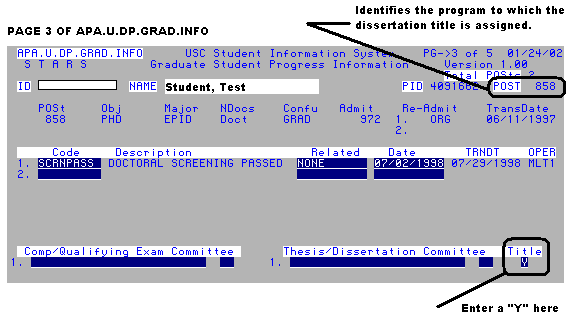 Identifies the program to which the
dissertation title is assigned.
PAGE 3 OF APA.U.DP.GRAD.INFO
APA.U.DP.GRAD.INFO USC Student Information System PG->3 of 5 01/24/02
S T A R S Graduate Student Progress Information Version 1.00
Total POSts 2
ID NAME Student, Test PID 4091682 POST 858
POSt Obj Major NDocs Confu Admit Re-Admit TransDate
858 PHD EPID Doct GRAD 972 1. ORG 06/11/1997
2.
Code Description Related Date TRNDT OPER
1. SCRNPASS DOCTORAL SCREENING PASSED NONE 07/02/1998 07/29/1998 MLT1
2.
Comp/Qualifying Exam Committee Thesis/Dissertation Committee Title
1. 1. Y
Enter a "Y" here